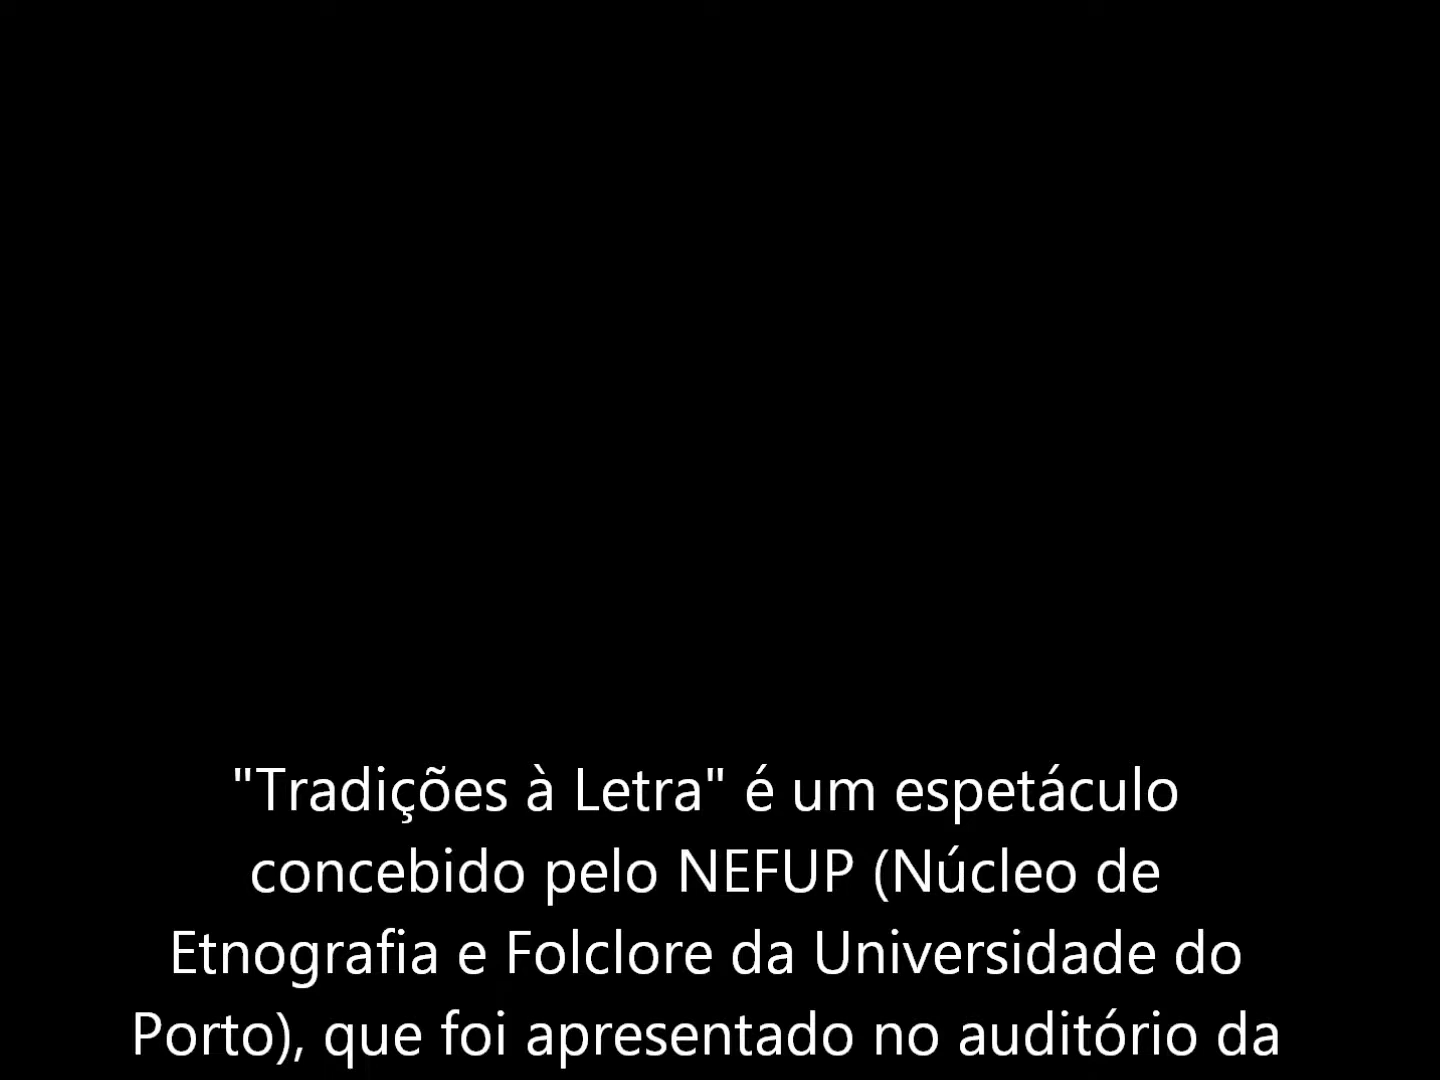 "Tradições à Letra" é um espetáculo
concebido pelo NEFUP (Núcleo de
Etnografia e Folclore da Universidade do
Porto), que foi apresentado no auditório da